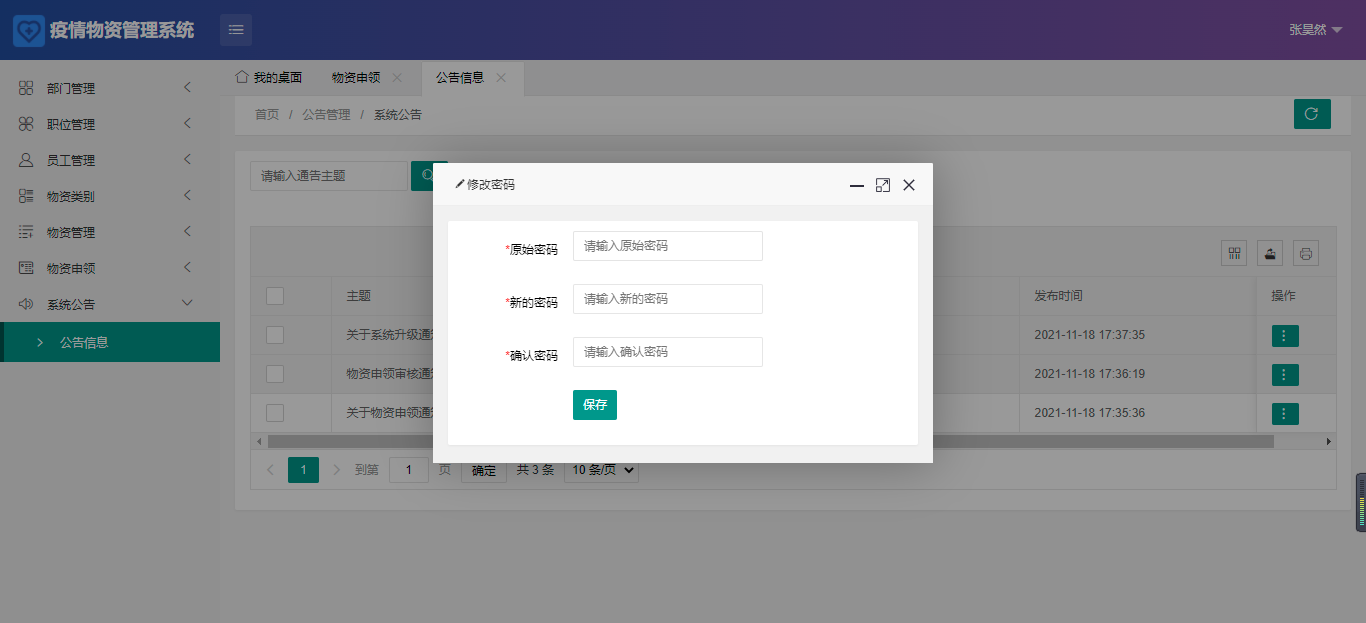 疫情物资管理系统
张昊然
部门管理
职位管理
员工管理
物资类别
物资管理
物资申领
系统公告
公告信息
我的桌面 物资申领 公告信息
首页 / 公告管理 / 系统公告
请输入通告主题
修改密码
*原始密码 请输入原始密码
*新的密码 请输入新的密码
*确认密码 请输入确认密码
保存
主题 发布时间 操作
关于系统升级通 2021-11-18 17:37:35
物资申领审核通 2021-11-18 17:36:19
关于物资申领通 2021-11-18 17:35:36
1 到第 1 页 确定 共 3 条 10 条/页